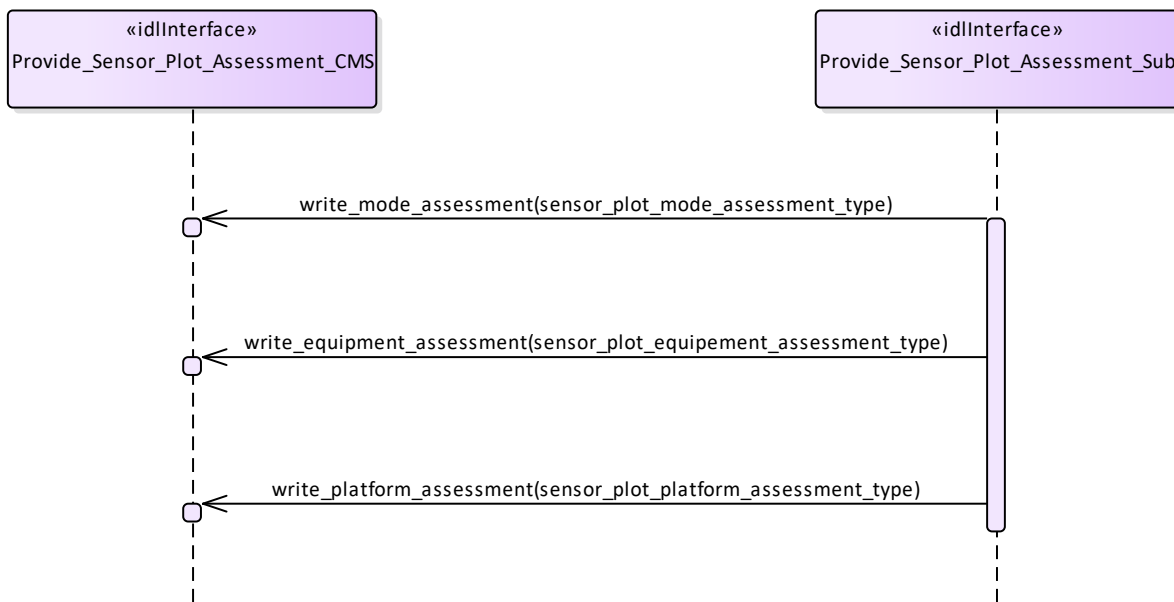 «idlInterface»
Provide_Sensor_Plot_Assessment_CMS
«idlInterface»
Provide_Sensor_Plot_Assessment_Sub
write_mode_assessment(sensor_plot_mode_assessment_type)
write_equipment_assessment(sensor_plot_equipement_assessment_type)
write_platform_assessment(sensor_plot_platform_assessment_type)